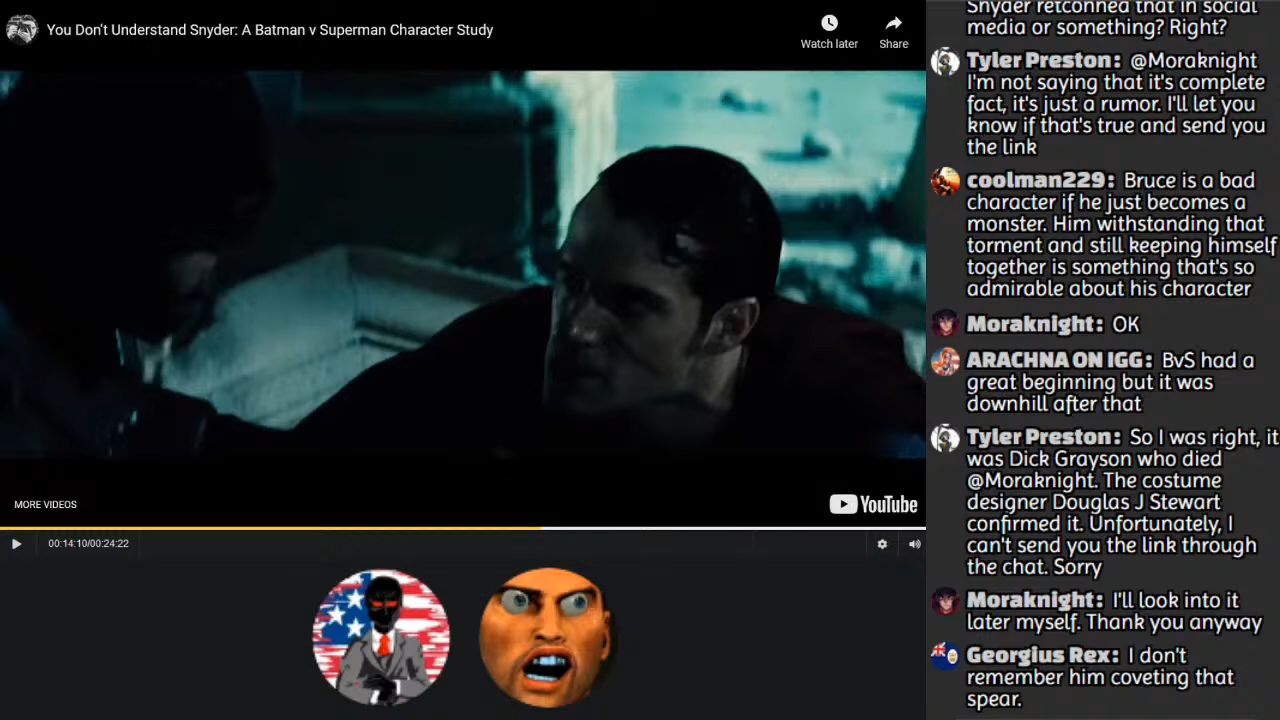 You Don't Understand Snyder: A Batman v Superman Character Study
Watch later
Share
MORE VIDEOS
YouTube
00:14:10/00:24:22
Snyder retconned that in social
media or something? Right?
Tyler Preston: @Moraknight
I'm not saying that it's complete
fact, it's just a rumor. I'll let you
know if that's true and send you
the link
coolman229: Bruce is a bad
character if he just becomes a
monster. Him withstanding that
torment and still keeping himself
together is something that's so
admirable about his character
Moraknight: OK
ARACHNA ON IGG: BvS had a
great beginning but it was
downhill after that
Tyler Preston: So I was right, it
was Dick Grayson who died
@Moraknight. The costume
designer Douglas J Stewart
confirmed it. Unfortunately, I
can't send you the link through
the chat. Sorry
Moraknight: I'll look into it
later myself. Thank you anyway
Georgius Rex: I don't
remember him coveting that
spear.